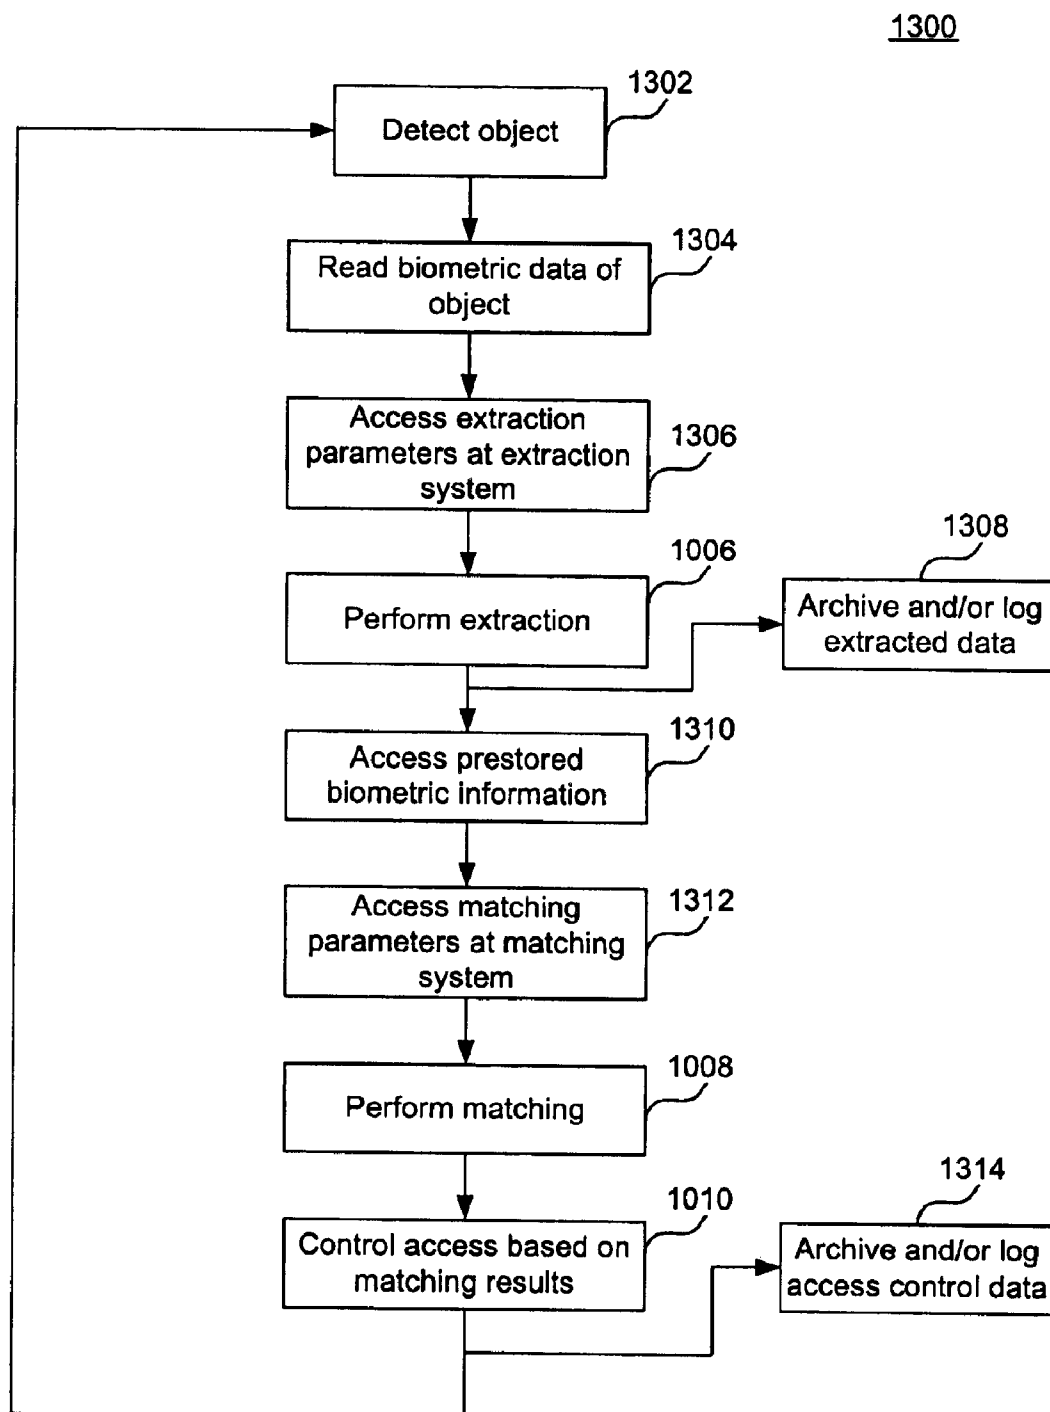 1300
1302
Detect object
1304
Read biometric data of
object
Access extraction
parameters at extraction
system
1306
1006
Perform extraction
1308
Archive and/or log
extracted data
1310
Access prestored
biometric information
Access matching
parameters at matching
system
1312
1008
Perform matching
1010
Control access based on
matching results
1314
Archive and/or log
access control data